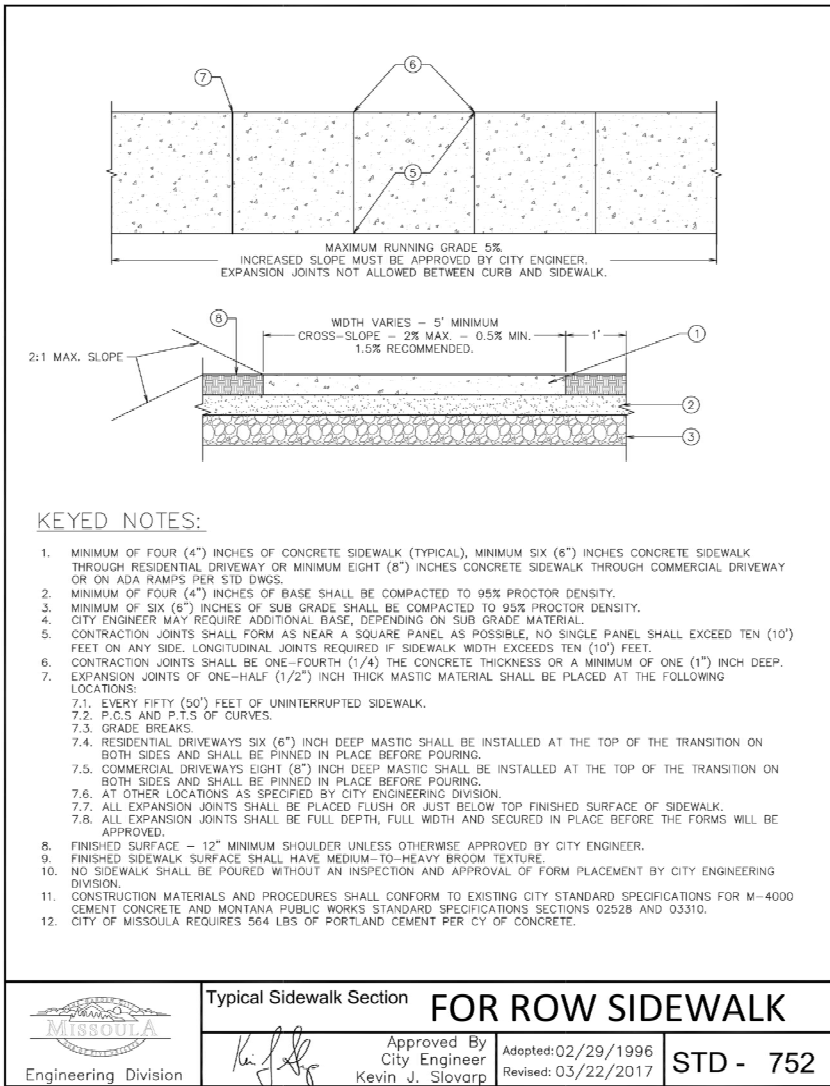 7
6
5
MAXIMUM RUNNING GRADE 5%.
INCREASED SLOPE MUST BE APPROVED BY CITY ENGINEER.
EXPANSION JOINTS NOT ALLOWED BETWEEN CURB AND SIDEWALK.
8
WIDTH VARIES – 5' MINIMUM
CROSS-SLOPE – 2% MAX. – 0.5% MIN.
1.5% RECOMMENDED.
1'
1
2:1 MAX. SLOPE
2
3
KEYED NOTES:
1. MINIMUM OF FOUR (4") INCHES OF CONCRETE SIDEWALK (TYPICAL), MINIMUM SIX (6") INCHES CONCRETE SIDEWALK
THROUGH RESIDENTIAL DRIVEWAY OR MINIMUM EIGHT (8") INCHES CONCRETE SIDEWALK THROUGH COMMERCIAL DRIVEWAY
OR ON ADA RAMPS PER STD DWGS.
2. MINIMUM OF FOUR (4") INCHES OF BASE SHALL BE COMPACTED TO 95% PROCTOR DENSITY.
3. MINIMUM OF SIX (6") INCHES OF SUB GRADE SHALL BE COMPACTED TO 95% PROCTOR DENSITY.
4. CITY ENGINEER MAY REQUIRE ADDITIONAL BASE, DEPENDING ON SUB GRADE MATERIAL.
5. CONTRACTION JOINTS SHALL FORM AS NEAR A SQUARE PANEL AS POSSIBLE, NO SINGLE PANEL SHALL EXCEED TEN (10')
FEET ON ANY SIDE. LONGITUDINAL JOINTS REQUIRED IF SIDEWALK WIDTH EXCEEDS TEN (10') FEET.
6. CONTRACTION JOINTS SHALL BE ONE-FOURTH (1/4) THE CONCRETE THICKNESS OR A MINIMUM OF ONE (1") INCH DEEP.
7. EXPANSION JOINTS OF ONE-HALF (1/2") INCH THICK MASTIC MATERIAL SHALL BE PLACED AT THE FOLLOWING
LOCATIONS:
7.1. EVERY FIFTY (50') FEET OF UNINTERRUPTED SIDEWALK.
7.2. P.C.S AND P.T.S OF CURVES.
7.3. GRADE BREAKS.
7.4. RESIDENTIAL DRIVEWAYS SIX (6") INCH DEEP MASTIC SHALL BE INSTALLED AT THE TOP OF THE TRANSITION ON
BOTH SIDES AND SHALL BE PINNED IN PLACE BEFORE POURING.
7.5. COMMERCIAL DRIVEWAYS EIGHT (8") INCH DEEP MASTIC SHALL BE INSTALLED AT THE TOP OF THE TRANSITION ON
BOTH SIDES AND SHALL BE PINNED IN PLACE BEFORE POURING.
7.6. AT OTHER LOCATIONS AS SPECIFIED BY CITY ENGINEERING DIVISION.
7.7. ALL EXPANSION JOINTS SHALL BE PLACED FLUSH OR JUST BELOW TOP FINISHED SURFACE OF SIDEWALK.
7.8. ALL EXPANSION JOINTS SHALL BE FULL DEPTH, FULL WIDTH AND SECURED IN PLACE BEFORE THE FORMS WILL BE
APPROVED.
8. FINISHED SURFACE – 12" MINIMUM SHOULDER UNLESS OTHERWISE APPROVED BY CITY ENGINEER.
9. FINISHED SIDEWALK SURFACE SHALL HAVE MEDIUM-TO-HEAVY BROOM TEXTURE.
10. NO SIDEWALK SHALL BE POURED WITHOUT AN INSPECTION AND APPROVAL OF FORM PLACEMENT BY CITY ENGINEERING
DIVISION.
11. CONSTRUCTION MATERIALS AND PROCEDURES SHALL CONFORM TO EXISTING CITY STANDARD SPECIFICATIONS FOR M-4000
CEMENT CONCRETE AND MONTANA PUBLIC WORKS STANDARD SPECIFICATIONS SECTIONS 02528 AND 03310.
12. CITY OF MISSOULA REQUIRES 564 LBS OF PORTLAND CEMENT PER CY OF CONCRETE.
MISSOULA
Engineering Division
Typical Sidewalk Section FOR ROW SIDEWALK
Approved By
City Engineer
Kevin J. Slovarp
Adopted: 02/29/1996
Revised: 03/22/2017
STD - 752